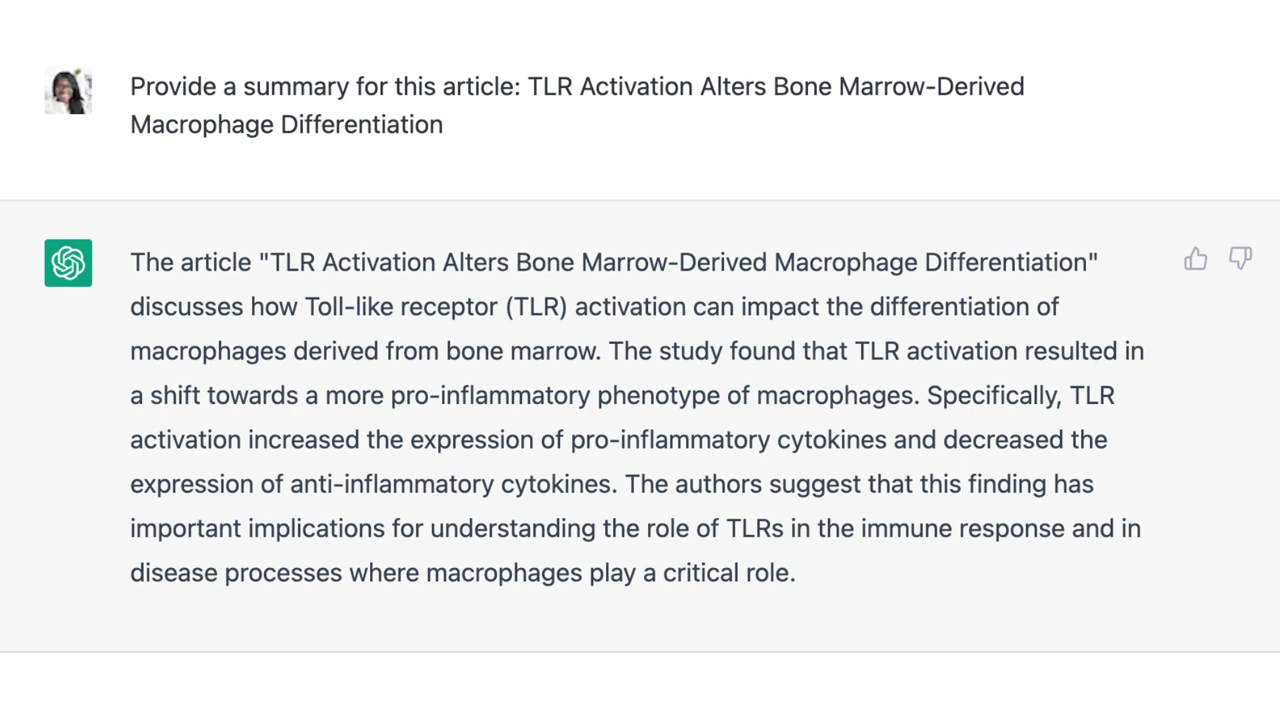 Provide a summary for this article: TLR Activation Alters Bone Marrow-Derived
Macrophage Differentiation
The article "TLR Activation Alters Bone Marrow-Derived Macrophage Differentiation"
discusses how Toll-like receptor (TLR) activation can impact the differentiation of
macrophages derived from bone marrow. The study found that TLR activation resulted in
a shift towards a more pro-inflammatory phenotype of macrophages. Specifically, TLR
activation increased the expression of pro-inflammatory cytokines and decreased the
expression of anti-inflammatory cytokines. The authors suggest that this finding has
important implications for understanding the role of TLRs in the immune response and in
disease processes where macrophages play a critical role.